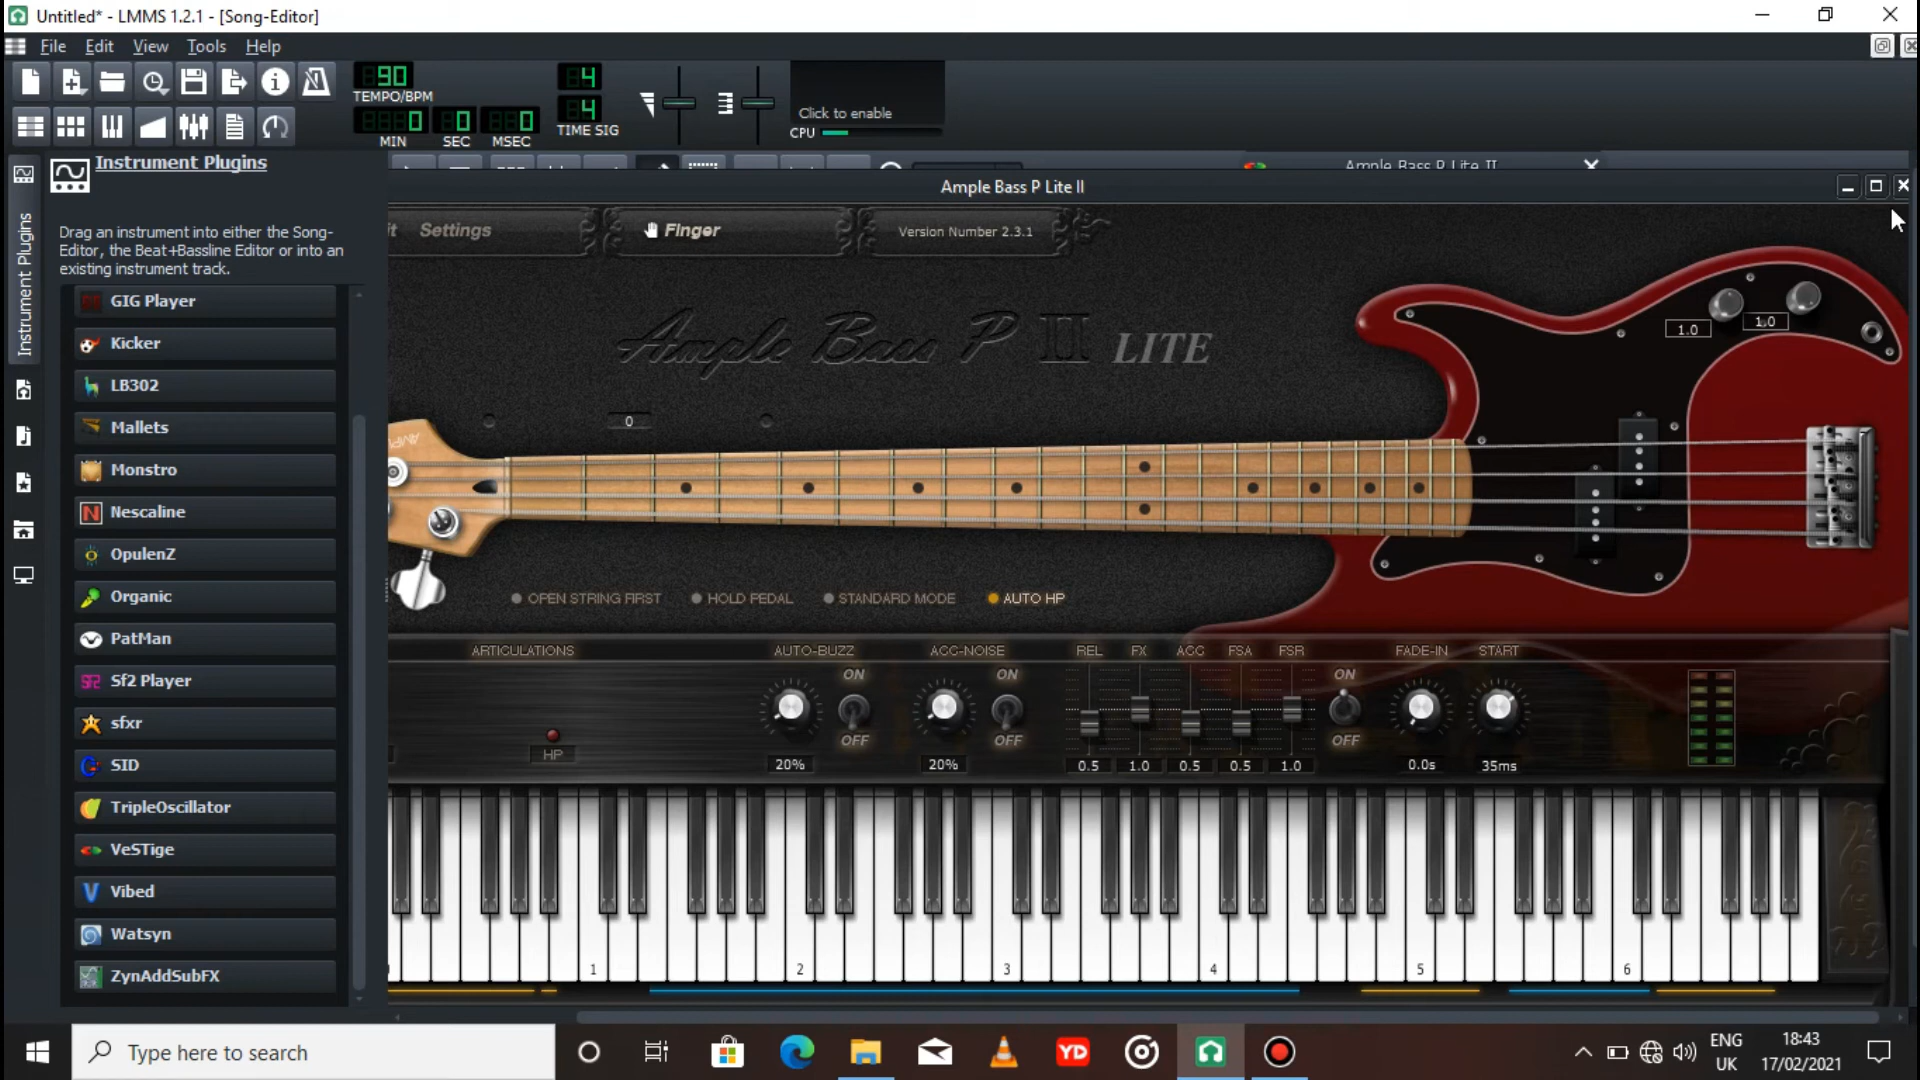 Untitled* - LMMS 1.2.1 - [Song-Editor]
File Edit View Tools Help
90
TEMPO/BPM
0 0 0
MIN SEC MSEC
4
4
TIME SIG
Click to enable
CPU
Instrument Plugins
Instrument Plugins
Drag an instrument into either the Song-
Editor, the Beat+Bassline Editor or into an
existing instrument track.
GIG Player
Kicker
LB302
Mallets
Monstro
Nescaline
OpulenZ
Organic
PatMan
Sf2 Player
sfxr
SID
TripleOscillator
VeSTige
Vibed
Watsyn
ZynAddSubFX
Ample Bass P Lite II
Ample Bass P Lite II
Settings
Finger
Version Number 2.3.1
Ample Bass P II LITE
1.0 1.0
0
OPEN STRING FIRST HOLD PEDAL STANDARD MODE AUTO HP
ARTICULATIONS AUTO-BUZZ ACC-NOISE REL FX ACC FSA FSR FADE-IN START
ON ON ON
HP OFF OFF OFF
20% 20% 0.5 1.0 0.5 0.5 1.0 0.0s 35ms
1 2 3 4 5 6
Type here to search
YD
ENG
UK
18:43
17/02/2021